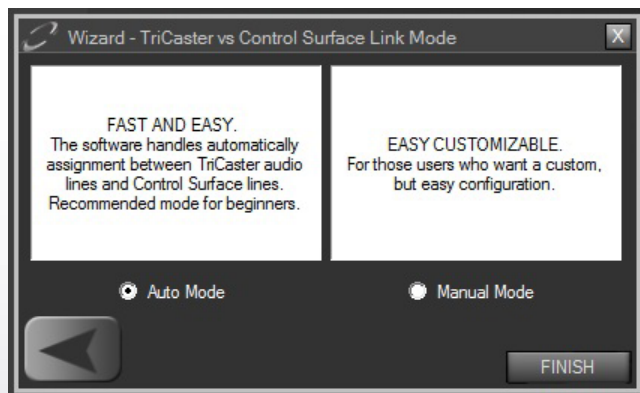 Wizard - TriCaster vs Control Surface Link Mode
X
FAST AND EASY.
The software handles automatically
assignment between TriCaster audio
lines and Control Surface lines.
Recommended mode for beginners.
EASY CUSTOMIZABLE.
For those users who want a custom,
but easy configuration.
Auto Mode
Manual Mode
FINISH